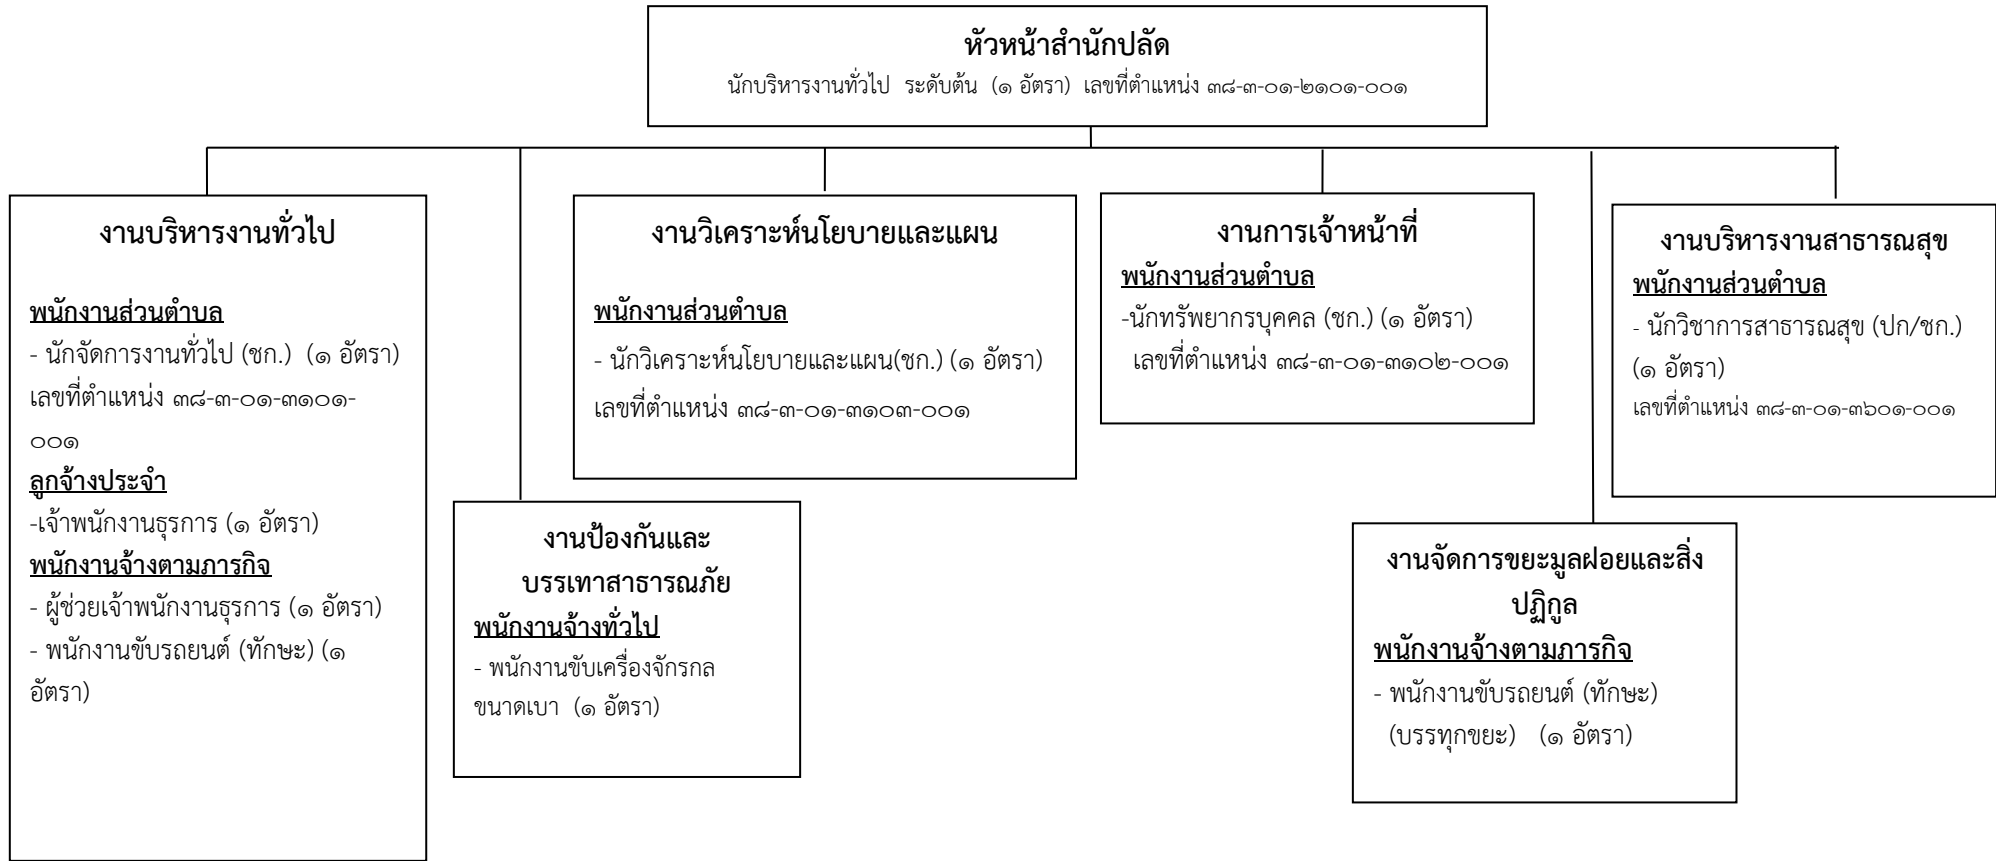 หัวหน้าสำนักปลัด
นักบริหารงานทั่วไป ระดับต้น (๑ อัตรา) เลขที่ตำแหน่ง ๓๘-๓-๐๑-๒๑๐๑-๐๐๑
งานบริหารงานทั่วไป
พนักงานส่วนตำบล
- นักจัดการงานทั่วไป (ชก.) (๑ อัตรา)
เลขที่ตำแหน่ง ๓๘-๓-๐๑-๓๑๐๑-
๐๐๑
ลูกจ้างประจำ
-เจ้าพนักงานธุรการ (๑ อัตรา)
พนักงานจ้างตามภารกิจ
- ผู้ช่วยเจ้าพนักงานธุรการ (๑ อัตรา)
- พนักงานขับรถยนต์ (ทักษะ) (๑
อัตรา)
งานป้องกันและ
บรรเทาสาธารณภัย
พนักงานจ้างทั่วไป
- พนักงานขับเครื่องจักรกล
ขนาดเบา (๑ อัตรา)
งานวิเคราะห์นโยบายและแผน
พนักงานส่วนตำบล
- นักวิเคราะห์นโยบายและแผน(ชก.) (๑ อัตรา)
เลขที่ตำแหน่ง ๓๘-๓-๐๑-๓๑๐๓-๐๐๑
งานการเจ้าหน้าที่
พนักงานส่วนตำบล
-นักทรัพยากรบุคคล (ชก.) (๑ อัตรา)
เลขที่ตำแหน่ง ๓๘-๓-๐๑-๓๑๐๒-๐๐๑
งานจัดการขยะมูลฝอยและสิ่ง
ปฏิกูล
พนักงานจ้างตามภารกิจ
- พนักงานขับรถยนต์ (ทักษะ)
(บรรทุกขยะ) (๑ อัตรา)
งานบริหารงานสาธารณสุข
พนักงานส่วนตำบล
- นักวิชาการสาธารณสุข (ปก/ชก.)
(๑ อัตรา)
เลขที่ตำแหน่ง ๓๘-๓-๐๑-๓๖๐๑-๐๐๑